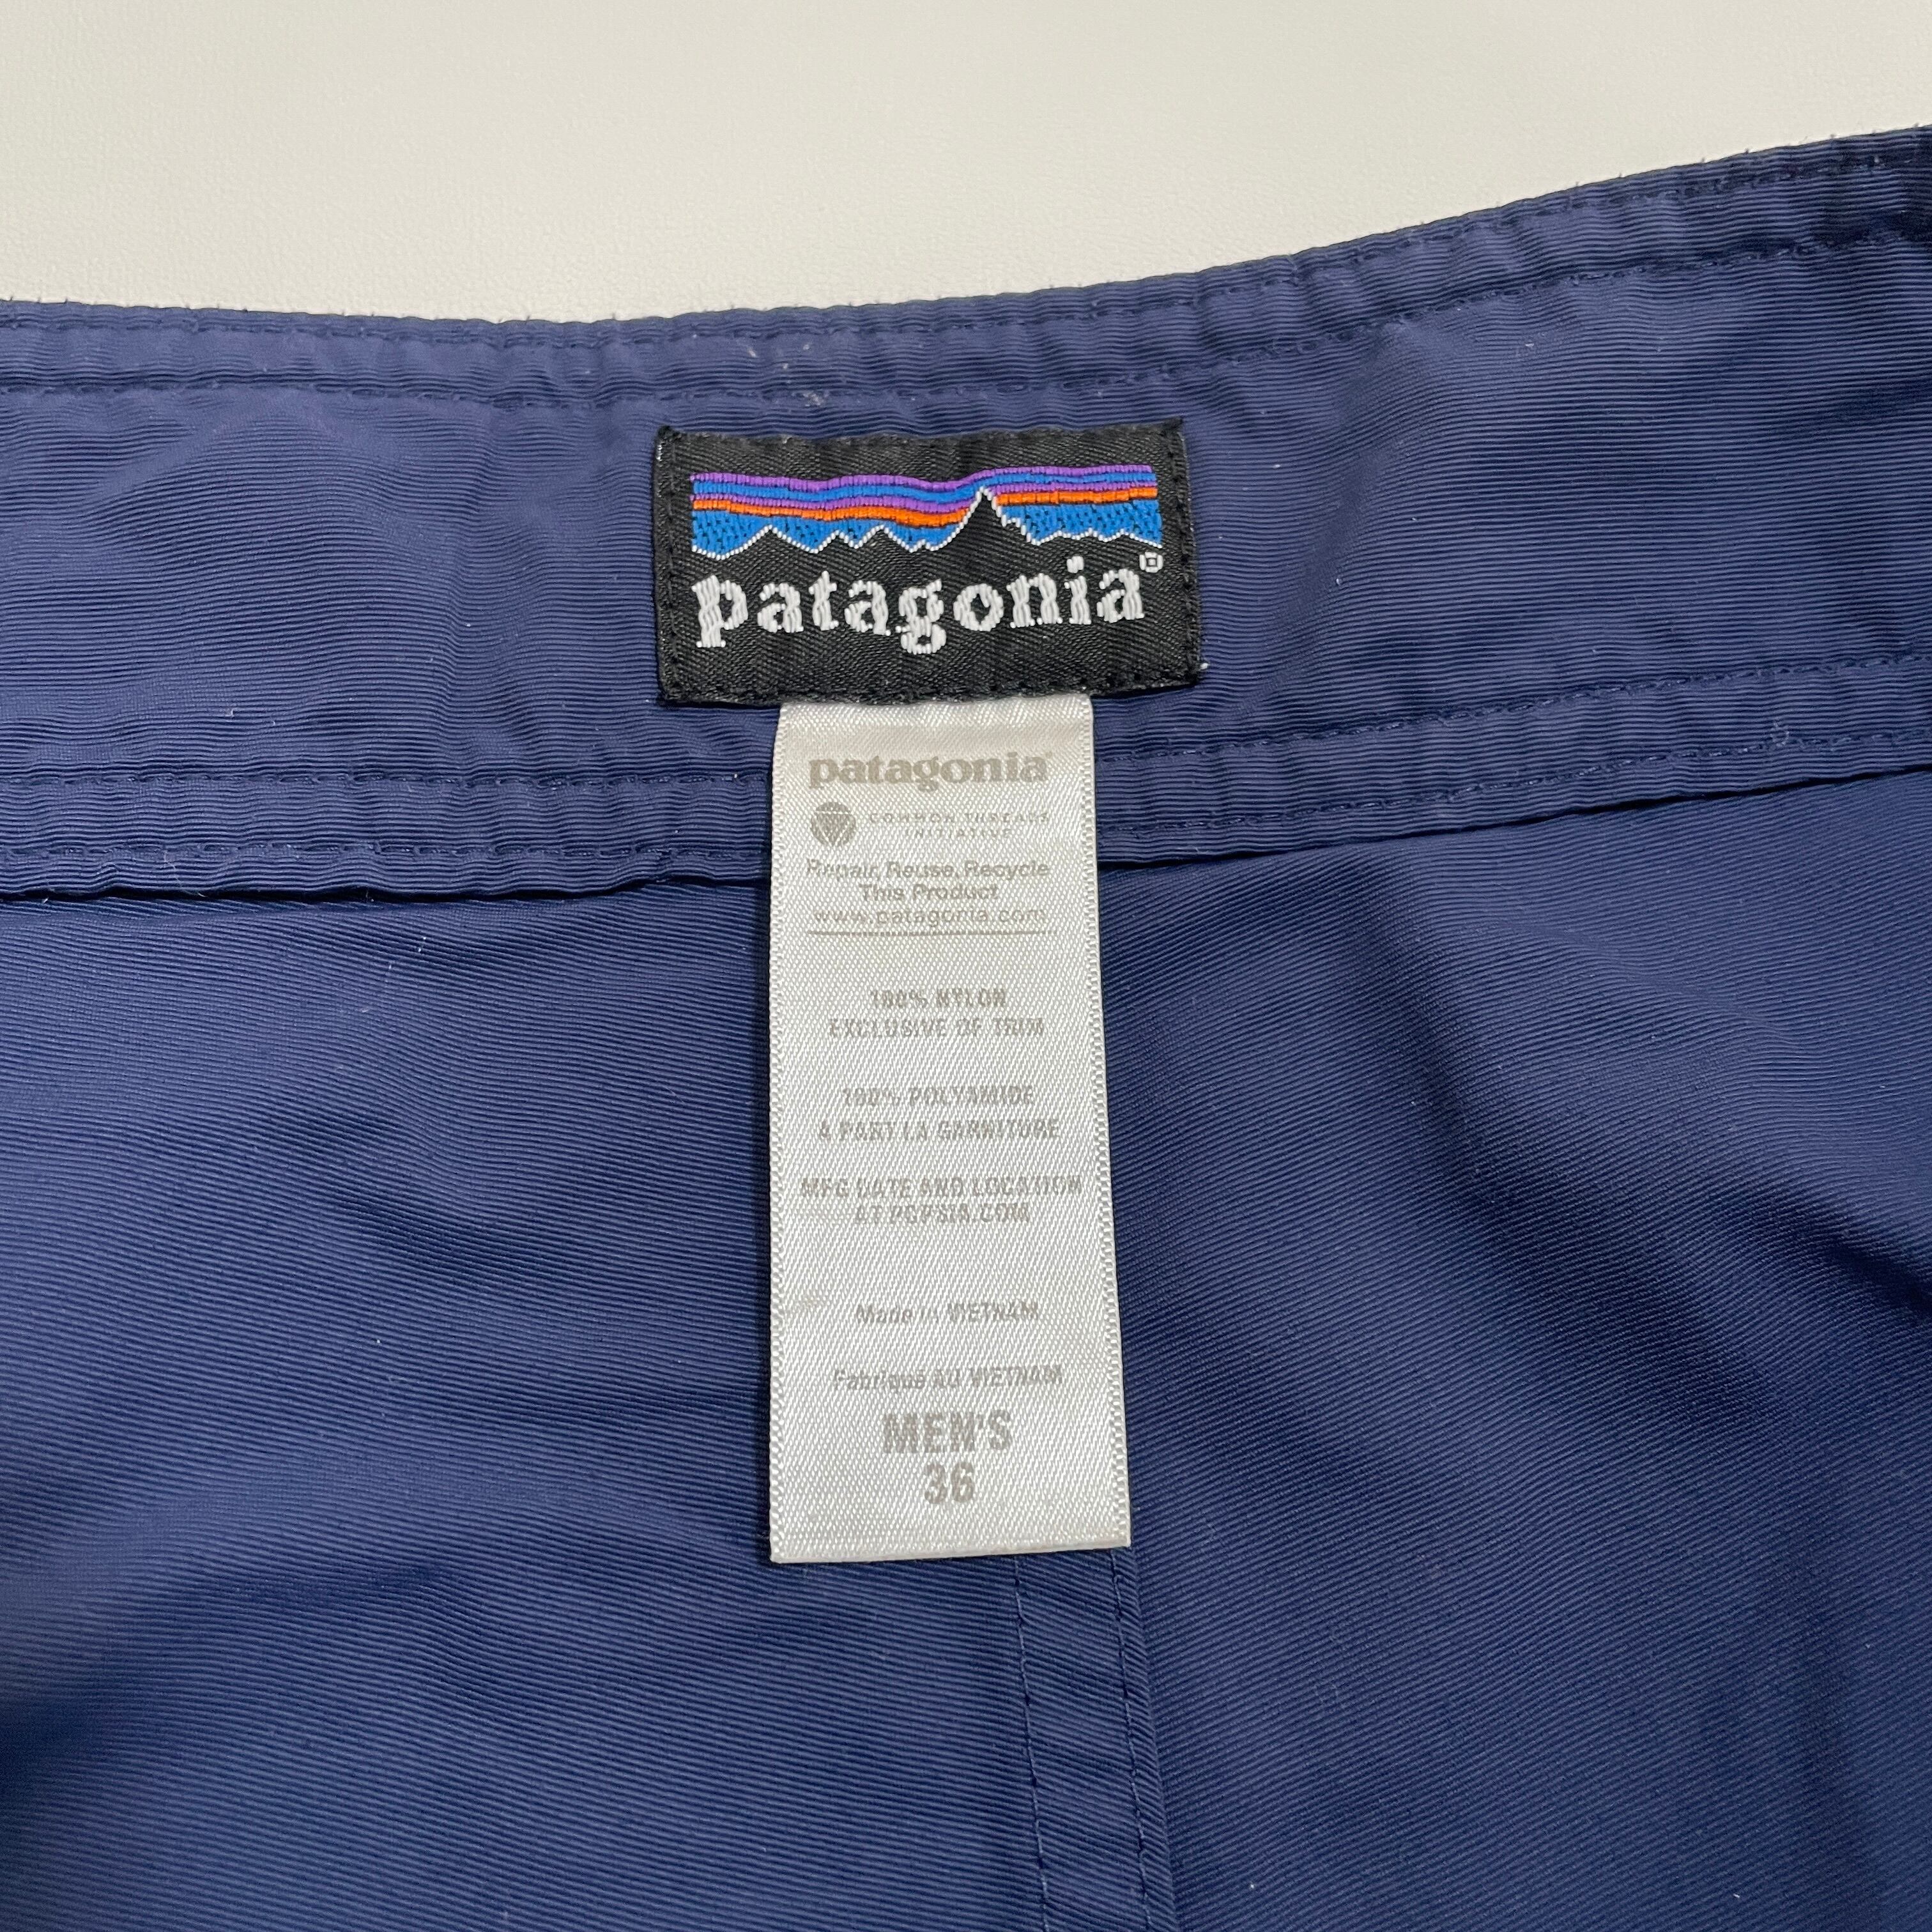 patagonia®
patagonia®
COMMON THREADS
INITIATIVE
Repair, Reuse, Recycle
This Product
www.patagonia.com
100% NYLON
EXCLUSIVE OF TRIM
100% POLYAMIDE
A PART LA GARNITURE
MFG DATE AND LOCATION
AT PGPSIA.COM
Made in VIETNAM
Fabriqué AU VIETNAM
MEN'S
36